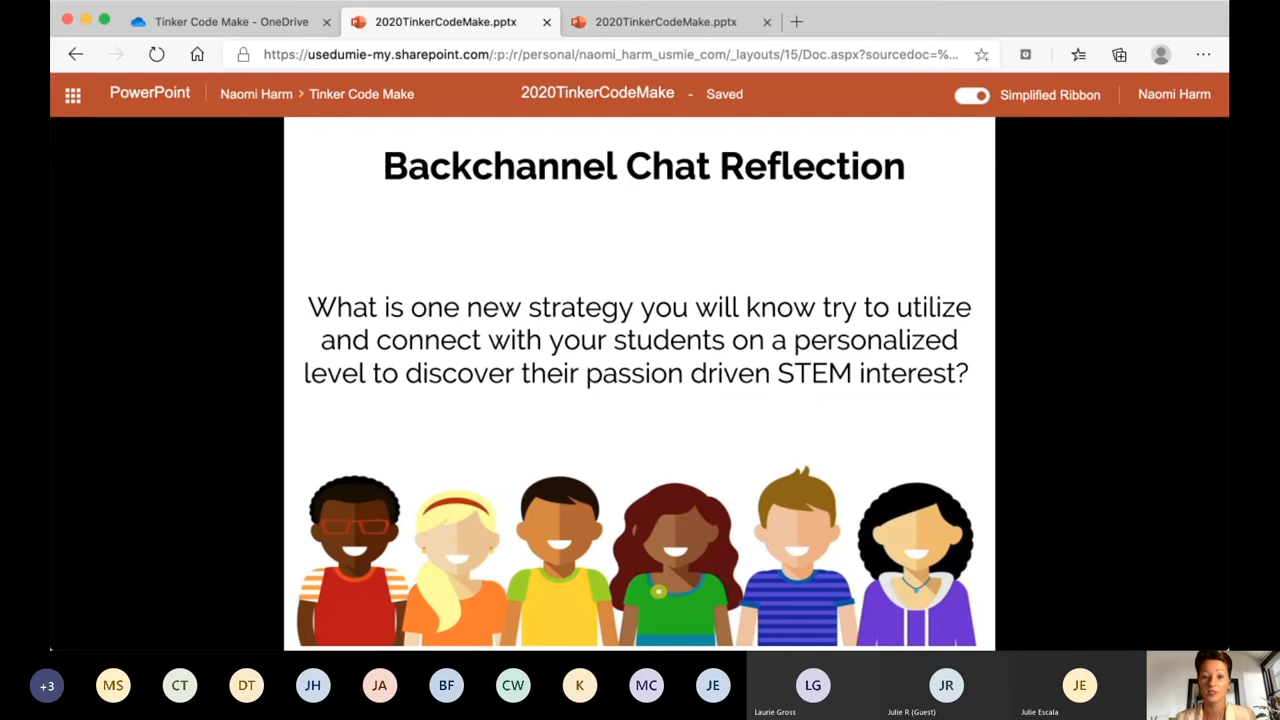 Tinker Code Make - OneDrive
2020TinkerCodeMake.pptx
2020TinkerCodeMake.pptx
https://usedumie-my.sharepoint.com/:p:/r/personal/naomi_harm_usmie_com/_layouts/15/Doc.aspx?sourcedoc=%...
PowerPoint
Naomi Harm > Tinker Code Make
2020TinkerCodeMake - Saved
Simplified Ribbon
Naomi Harm
Backchannel Chat Reflection
What is one new strategy you will know try to utilize
and connect with your students on a personalized
level to discover their passion driven STEM interest?
+3
MS
CT
DT
JH
JA
BF
CW
K
MC
JE
LG
JR
JE
Laurie Gross
Julie R (Guest)
Julie Escala